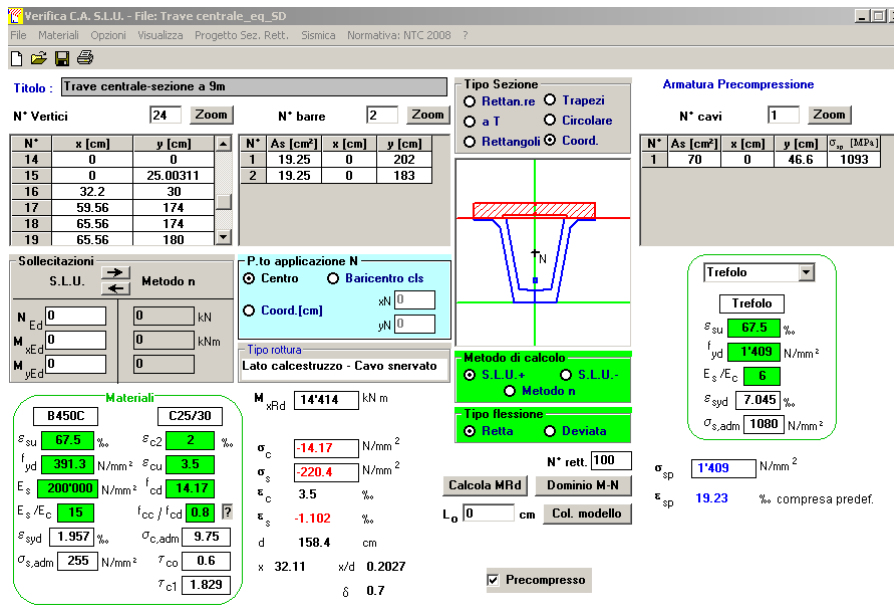 Verifica C.A. S.L.U. - File: Trave centrale_eq_SD
File Materiali Opzioni Visualizza Progetto Sez. Rett. Sismica Normativa: NTC 2008 ?
Titolo : Trave centrale-sezione a 9m
N° Vertici 24 Zoom
N° barre 2 Zoom
N° x [cm] y [cm]
14 0 0
15 0 25.00311
16 32.2 30
17 59.56 174
18 65.56 174
19 65.56 180
N° As [cm²] x [cm] y [cm]
1 19.25 0 202
2 19.25 0 183
Tipo Sezione
Rettan.re Trapezi
a T Circolare
Rettangoli Coord.
Armatura Precompressione
N° cavi 1 Zoom
N° As [cm²] x [cm] y [cm] σsp [MPa]
1 70 0 46.6 1093
N
Sollecitazioni
S.L.U. Metodo n
N Ed 0 0 kN
M xEd 0 0 kNm
M yEd 0 0
P.to applicazione N
Centro Baricentro cls
Coord.[cm] xN 0
yN 0
Tipo rottura
Lato calcestruzzo - Cavo snervato
Metodo di calcolo
S.L.U.+ S.L.U.-
Metodo n
Tipo flessione
Retta Deviata
N° rett. 100
Calcola MRd Dominio M-N
L₀ 0 cm Col. modello
Precompresso
Trefolo
Trefolo
εsu 67.5 ‰
fyd 1'409 N/mm²
Es/Ec 6
εsyd 7.045 ‰
σs,adm 1080 N/mm²
σsp 1'409 N/mm²
εsp 19.23 ‰ compresa predef.
Materiali
B450C C25/30
εsu 67.5 ‰ εc2 2 ‰
fyd 391.3 N/mm² εcu 3.5
Es 200'000 N/mm² fcd 14.17
Es/Ec 15 fcc / fcd 0.8 ?
εsyd 1.957 ‰ σc,adm 9.75
σs,adm 255 N/mm² τco 0.6
τc1 1.829
M xRd 14'414 kN m
σc -14.17 N/mm²
σs -220.4 N/mm²
εc 3.5 ‰
εs -1.102 ‰
d 158.4 cm
x 32.11 x/d 0.2027
δ 0.7